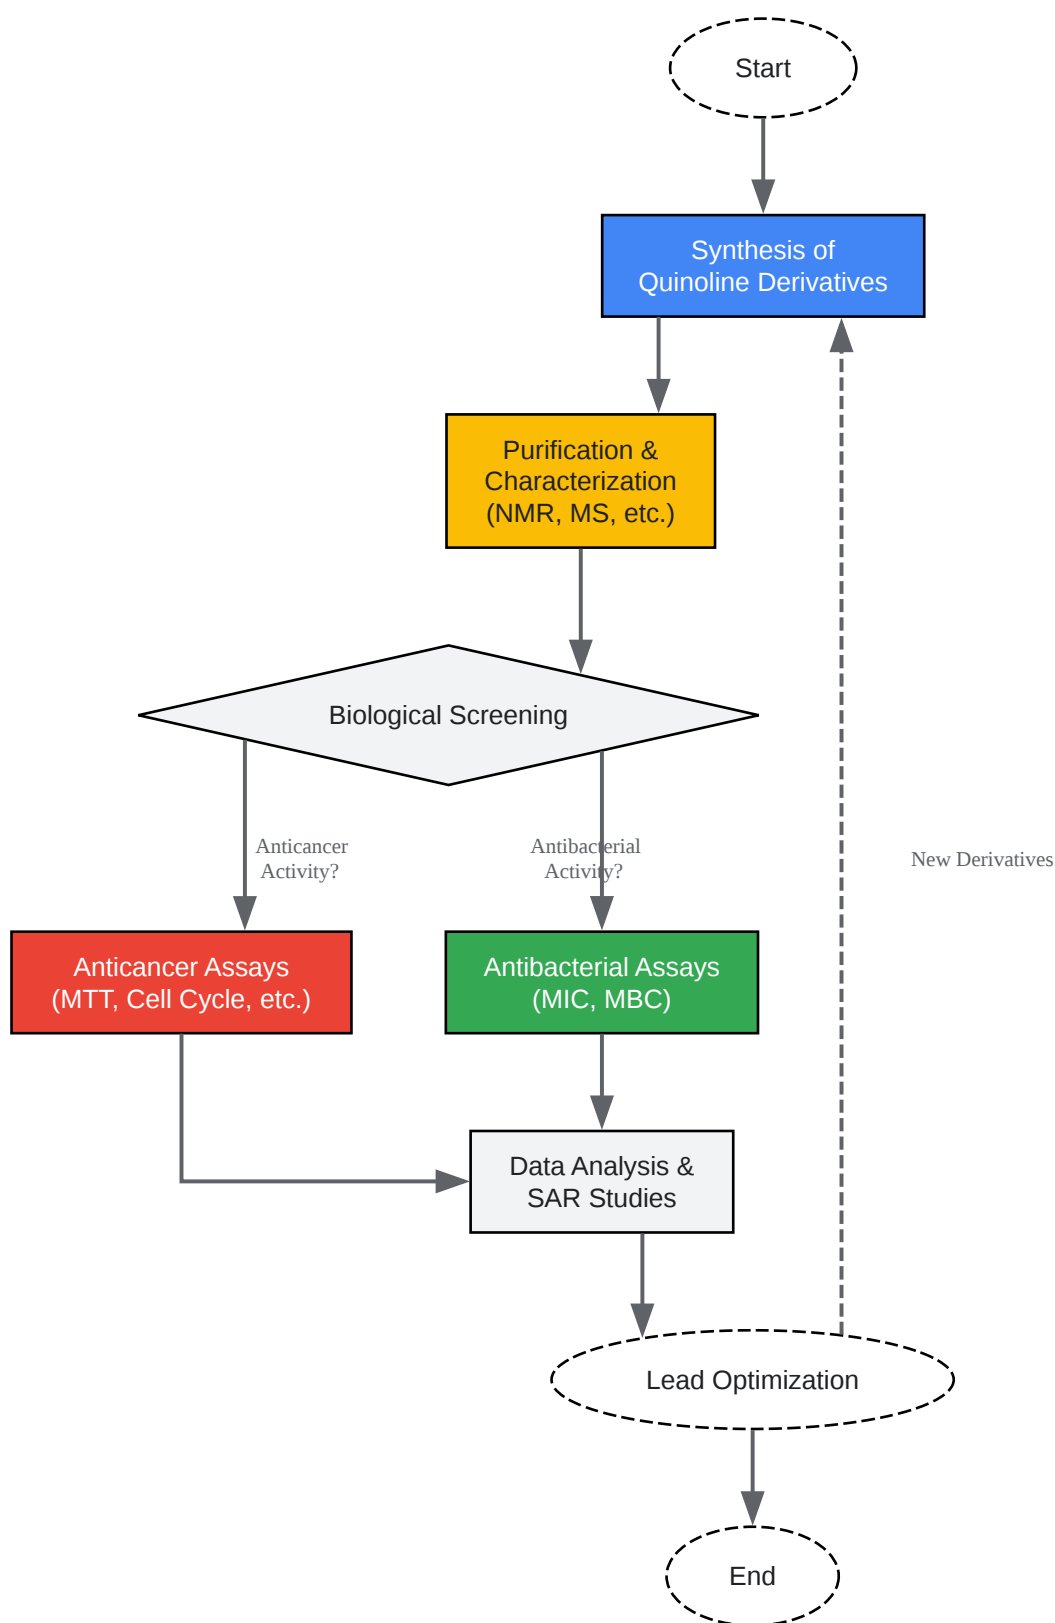 Start
Synthesis of
Quinoline Derivatives
Purification &
Characterization
(NMR, MS, etc.)
Biological Screening
Anticancer
Activity?
Antibacterial
Activity?
New Derivatives
Anticancer Assays
(MTT, Cell Cycle, etc.)
Antibacterial Assays
(MIC, MBC)
Data Analysis &
SAR Studies
Lead Optimization
End